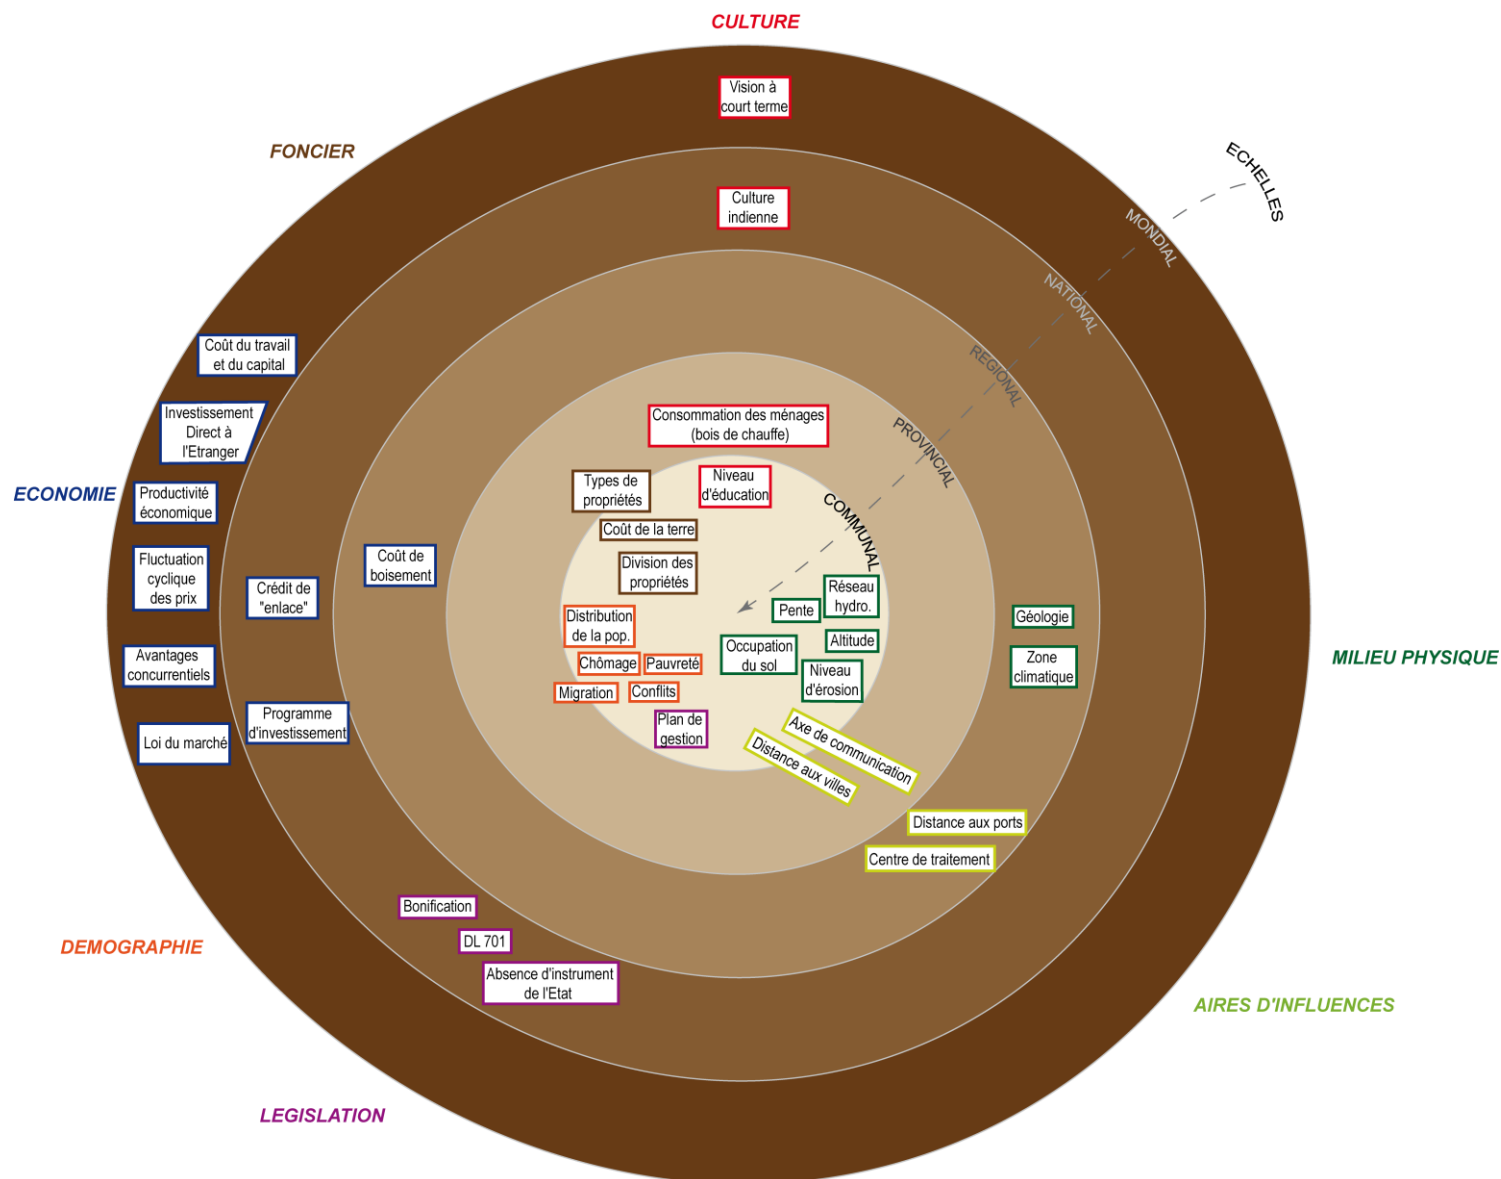 CULTURE
Vision à
court terme
FONCIER
ECHELLES
Culture
indienne
MONDIAL
NATIONAL
REGIONAL
PROVINCIAL
COMMUNAL
Coût du travail
et du capital
Investissement
Direct à
l'Etranger
ECONOMIE
Productivité
économique
Fluctuation
cyclique
des prix
Avantages
concurrentiels
Loi du marché
Crédit de
"enlace"
Programme
d'investissement
Coût de
boisement
Consommation des ménages
(bois de chauffe)
Types de
propriétés
Niveau
d'éducation
Coût de la terre
Division des
propriétés
Distribution
de la pop.
Chômage
Pauvreté
Migration
Conflits
Plan de
gestion
Réseau
hydro.
Pente
Altitude
Occupation
du sol
Niveau
d'érosion
Géologie
Zone
climatique
MILIEU PHYSIQUE
Axe de communication
Distance aux villes
Distance aux ports
Centre de traitement
Bonification
DL 701
Absence d'instrument
de l'Etat
DEMOGRAPHIE
AIRES D'INFLUENCES
LEGISLATION